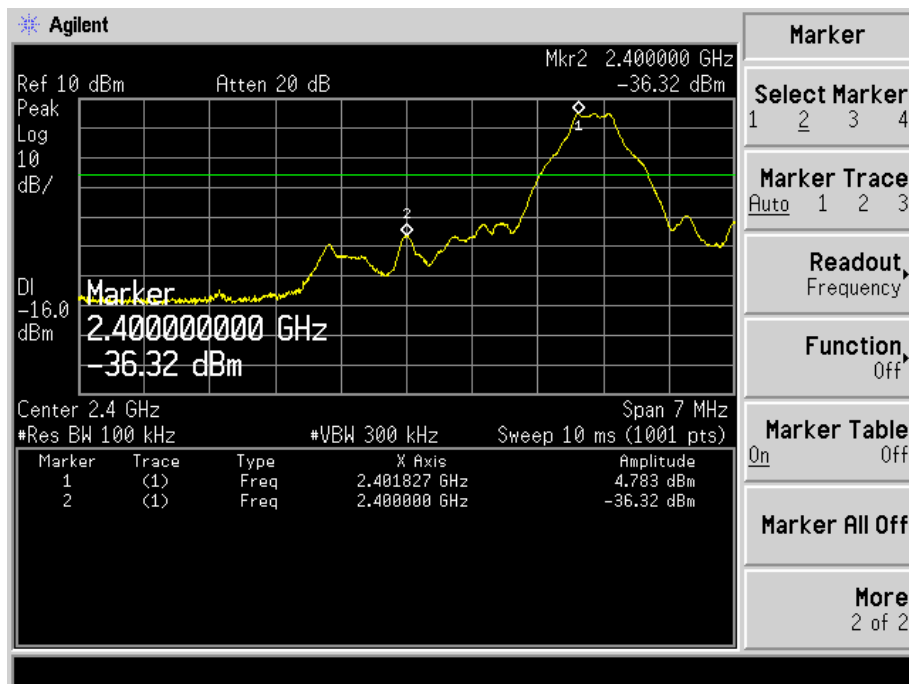 Agilent
Mkr2 2.400000 GHz
Ref 10 dBm Atten 20 dB -36.32 dBm
Peak
Log
10
dB/
1
2
DI
-16.0
dBm
Marker
2.400000000 GHz
-36.32 dBm
Center 2.4 GHz Span 7 MHz
#Res BW 100 kHz #VBW 300 kHz Sweep 10 ms (1001 pts)
Marker Trace Type X Axis Amplitude
1 (1) Freq 2.401827 GHz 4.783 dBm
2 (1) Freq 2.400000 GHz -36.32 dBm
Marker
Select Marker
1 2 3 4
Marker Trace
Auto 1 2 3
Readout
Frequency
Function
Off
Marker Table
On Off
Marker All Off
More
2 of 2